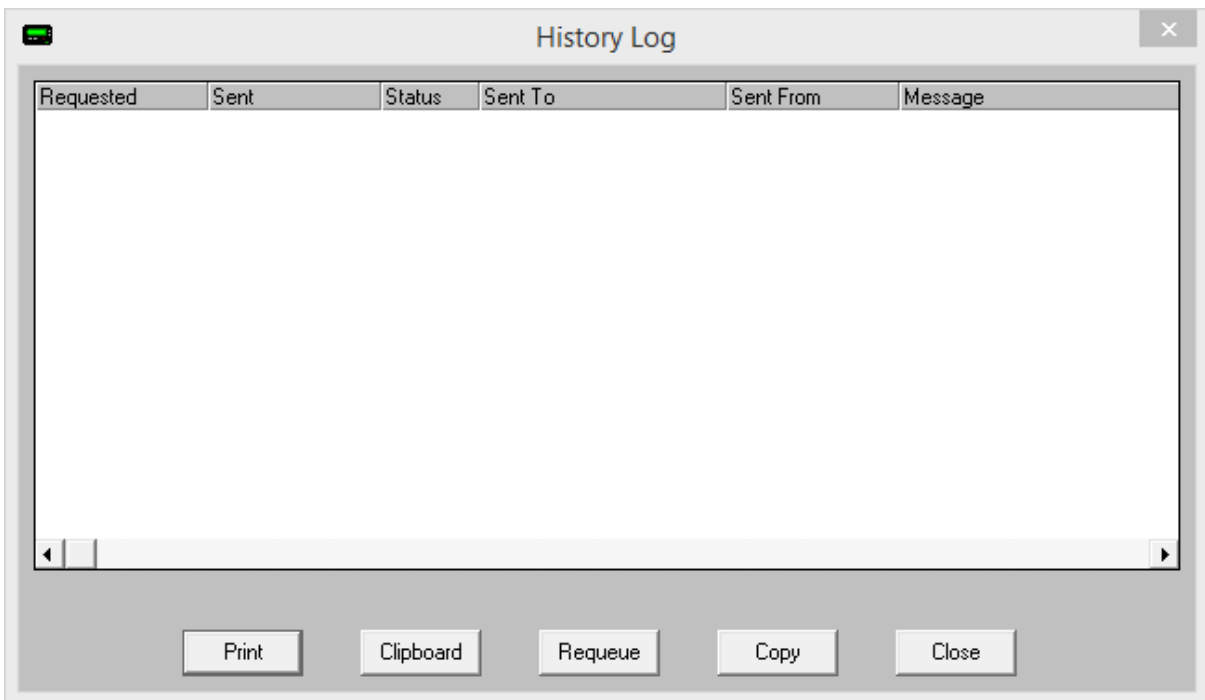 History Log
Requested Sent Status Sent To Sent From Message
Print Clipboard Requeue Copy Close